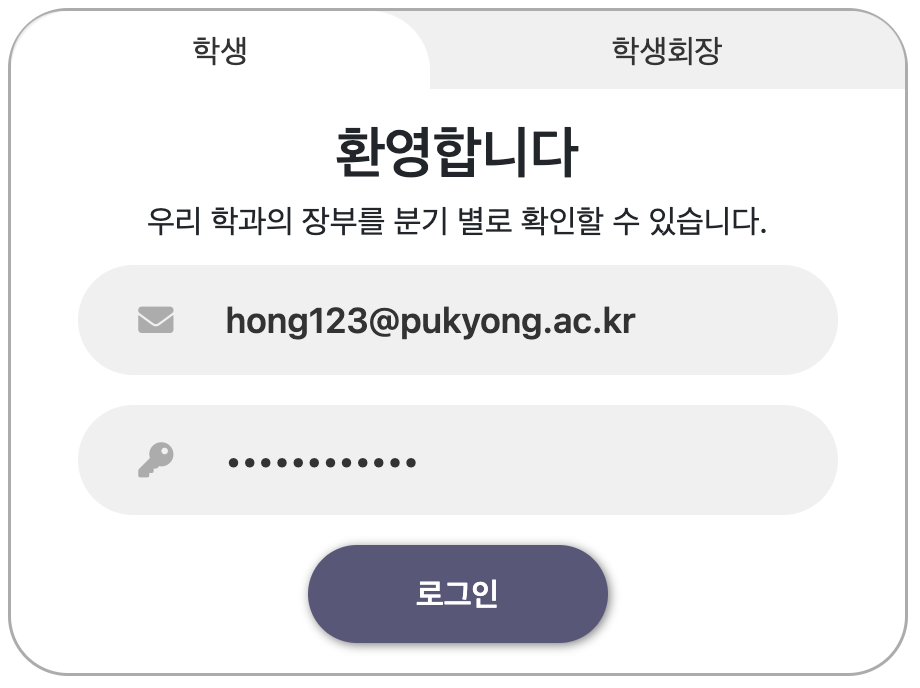 학생
학생회장
환영합니다
우리 학과의 장부를 분기 별로 확인할 수 있습니다.
hong123@pukyong.ac.kr
••••••••••••
로그인